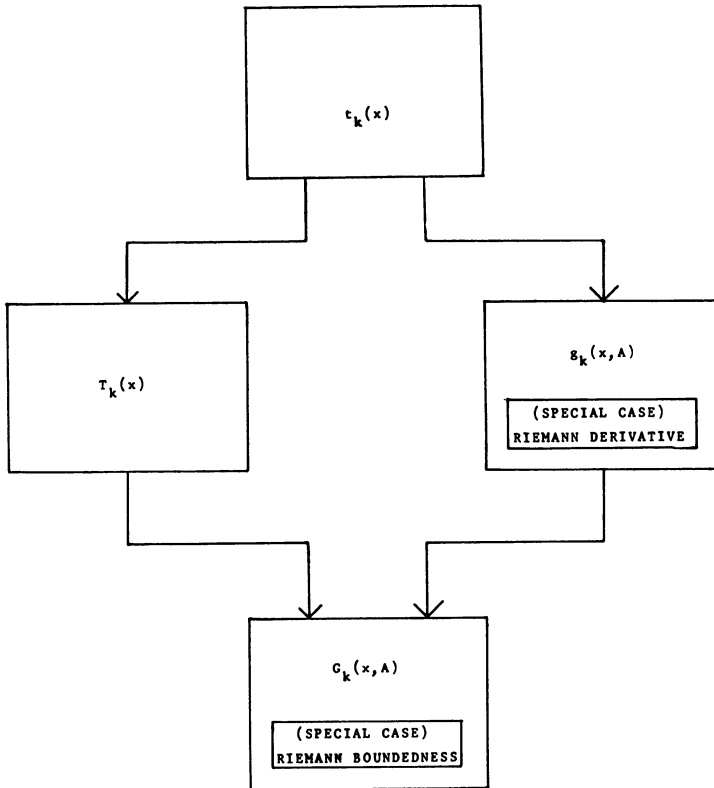 t_k(x)
T_k(x)
g_k(x,A)
(SPECIAL CASE)
RIEMANN DERIVATIVE
G_k(x,A)
(SPECIAL CASE)
RIEMANN BOUNDEDNESS